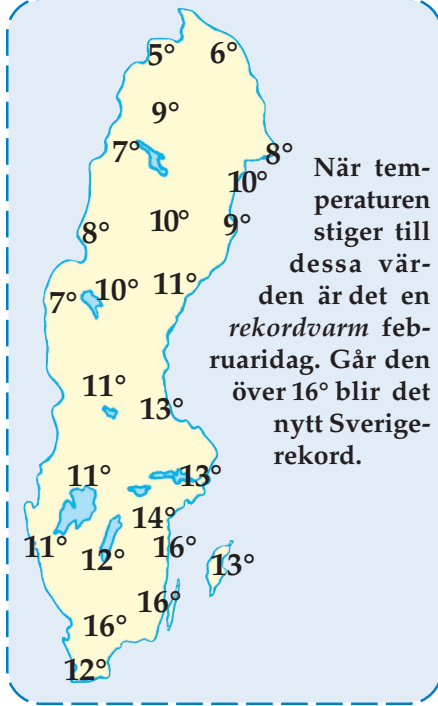 5° 6°
9°
7° 8°
10°
8° 10° 9°
7° 10° 11°
11° 13°
11° 13°
14°
11° 12° 16° 13°
16°
16°
12°
När tem-
peraturen
stiger till
dessa vär-
den är det en
rekordvarm feb-
ruaridag. Går den
över 16° blir det
nytt Sverige-
rekord.